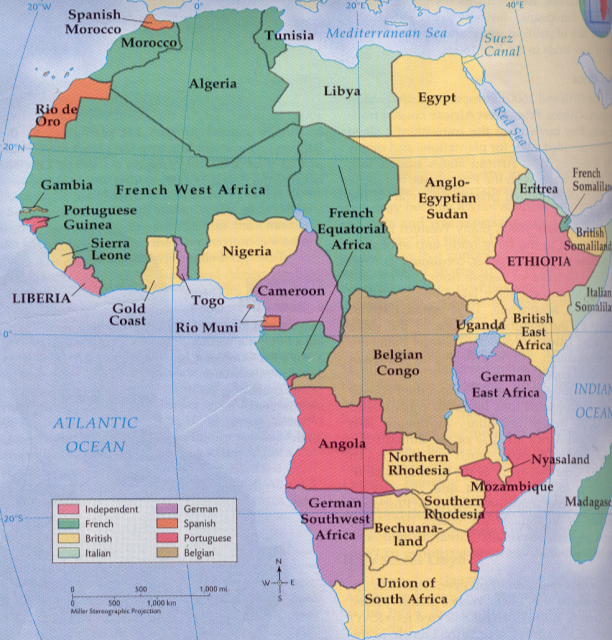 20°W
0°
20°E
40°E
Spanish
Morocco
Morocco
Tunisia
Mediterranean Sea
Suez
Canal
Algeria
Libya
Egypt
Rio de
Oro
Red Sea
20°N
Gambia
French West Africa
Anglo-
Egyptian
Sudan
Eritrea
French
Somalilan
Portuguese
Guinea
French
Equatorial
Africa
British
Somaliland
Sierra
Leone
Nigeria
ETHIOPIA
LIBERIA
Gold
Coast
Togo
Cameroon
Italian
Somalila
Rio Muni
0°
Uganda
British
East
Africa
Belgian
Congo
German
East Africa
INDIAN
OCEAN
ATLANTIC
OCEAN
Angola
Northern
Rhodesia
Nyasaland
Mozambique
Madagasc
German
Southwest
Africa
Southern
Rhodesia
Bechuana-
land
20°S
Union of
South Africa
Independent
French
British
Italian
German
Spanish
Portuguese
Belgian
N
W
E
S
0
500
1,000 mi.
0
500
1,000 km
Miller Stereographic Projection